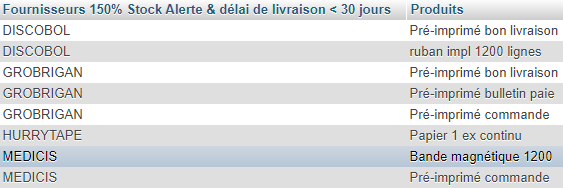 Fournisseurs 150% Stock Alerte & délai de livraison < 30 jours Produits
DISCOBOL Pré-imprimé bon livraison
DISCOBOL ruban impl 1200 lignes
GROBRIGAN Pré-imprimé bon livraison
GROBRIGAN Pré-imprimé bulletin paie
GROBRIGAN Pré-imprimé commande
HURRYTAPE Papier 1 ex continu
MEDICIS Bande magnétique 1200
MEDICIS Pré-imprimé commande